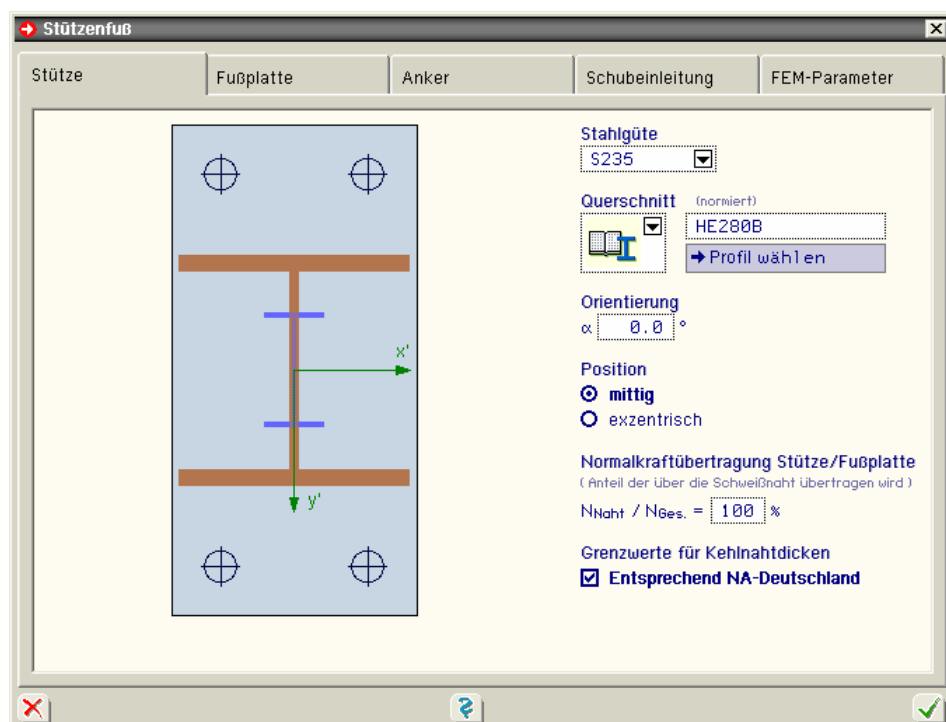 Stützenfuß
Stütze
Fußplatte
Anker
Schubeinleitung
FEM-Parameter
Stahlgüte
S235
Querschnitt (normiert)
HE280B
Profil wählen
Orientierung
α 0.0 °
Position
mittig
exzentrisch
Normalkraftübertragung Stütze/Fußplatte
( Anteil der über die Schweißnaht übertragen wird )
NNaht / NGes. = 100 %
Grenzwerte für Kehlnahtdicken
Entsprechend NA-Deutschland
x'
y'